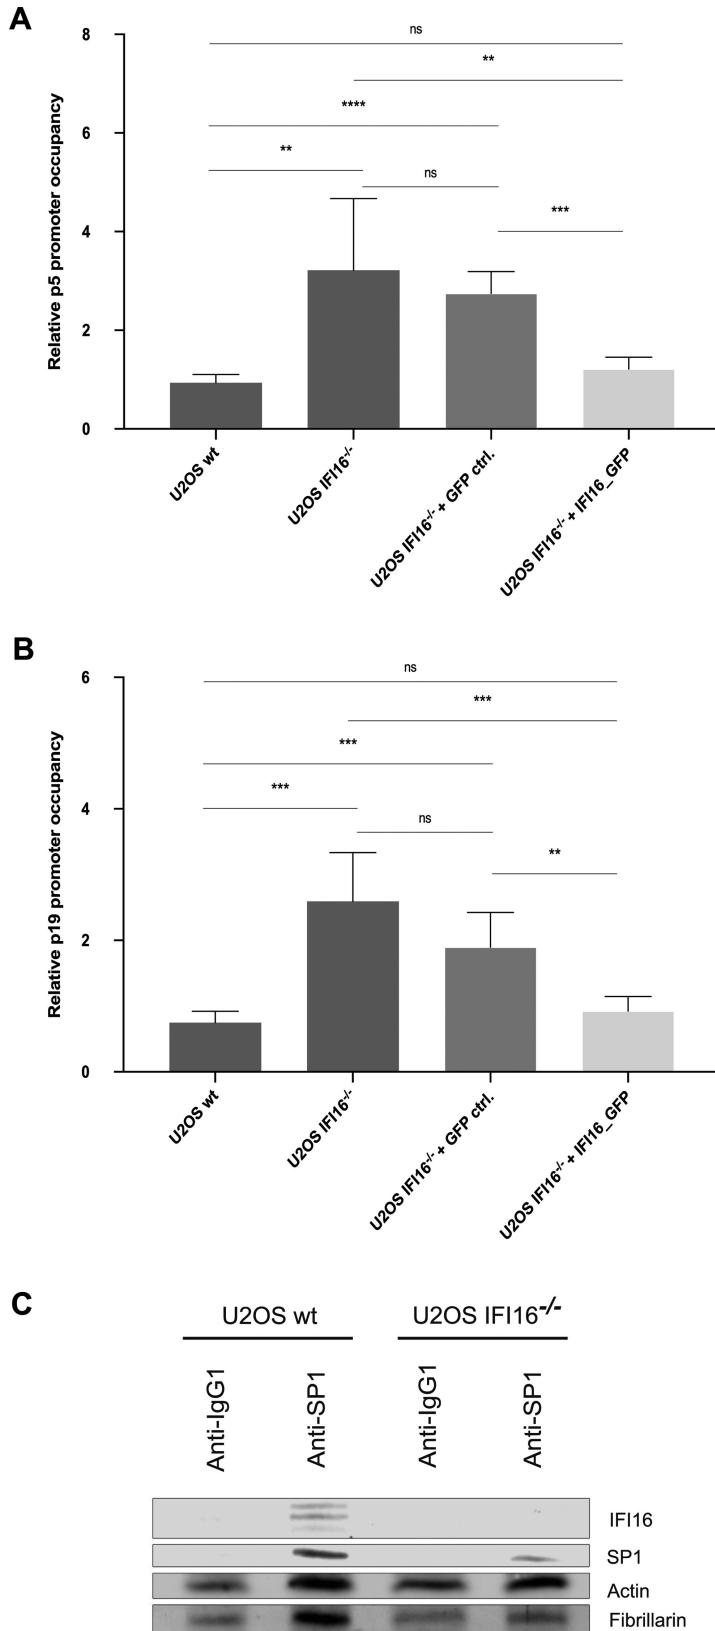 A
Relative p5 promoter occupancy
8
6
4
2
0
ns
**
****
**
ns
***
U2OS wt
U2OS IFI16-/-
U2OS IFI16-/- + GFP ctrl.
U2OS IFI16-/- + IFI16_GFP
B
Relative p19 promoter occupancy
6
4
2
0
ns
***
***
***
ns
**
U2OS wt
U2OS IFI16-/-
U2OS IFI16-/- + GFP ctrl.
U2OS IFI16-/- + IFI16_GFP
C
U2OS wt
U2OS IFI16-/-
Anti-IgG1
Anti-SP1
Anti-IgG1
Anti-SP1
IFI16
SP1
Actin
Fibrillarin